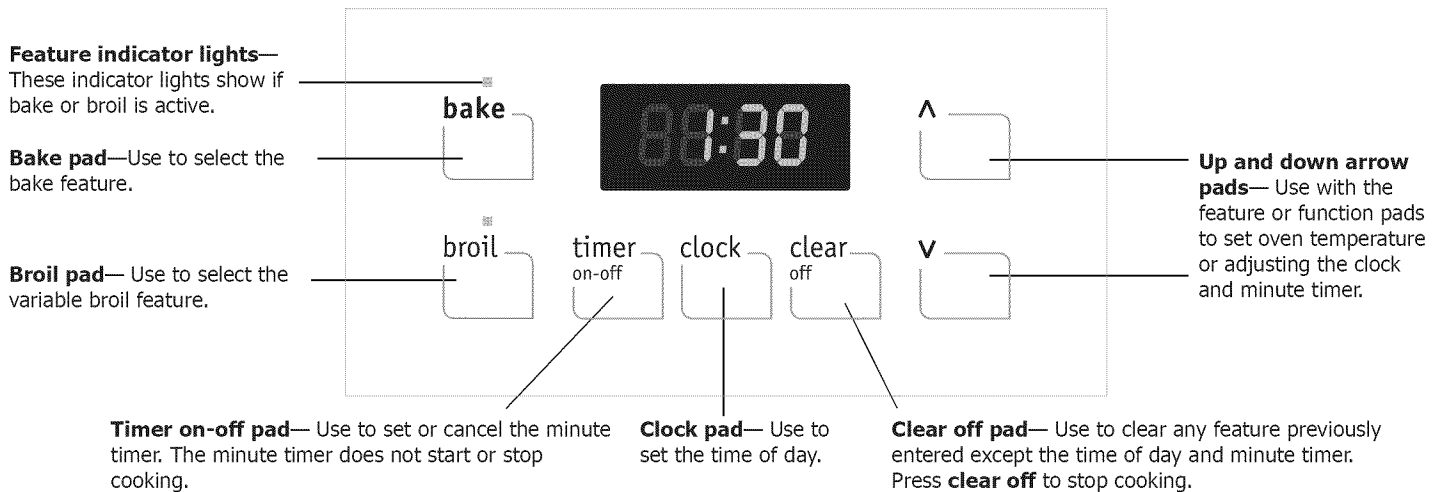 Feature indicator lights—
These indicator lights show if
bake or broil is active.
Bake pad—Use to select the
bake feature.
Broil pad— Use to select the
variable broil feature.
bake
1:30
^
broil
timer
on-off
clock
clear
off
v
Up and down arrow
pads— Use with the
feature or function pads
to set oven temperature
or adjusting the clock
and minute timer.
Timer on-off pad— Use to set or cancel the minute
timer. The minute timer does not start or stop
cooking.
Clock pad— Use to
set the time of day.
Clear off pad— Use to clear any feature previously
entered except the time of day and minute timer.
Press clear off to stop cooking.